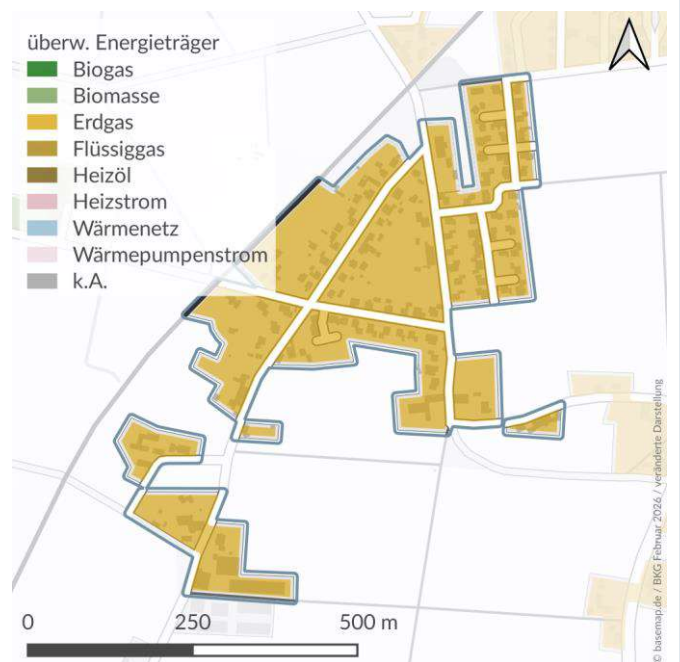 überw. Energieträger
Biogas
Biomasse
Erdgas
Flüssiggas
Heizöl
Heizstrom
Wärmenetz
Wärmepumpenstrom
k.A.
© basemap.de / BKG Februar 2026 / veränderte Darstellung
0 250 500 m